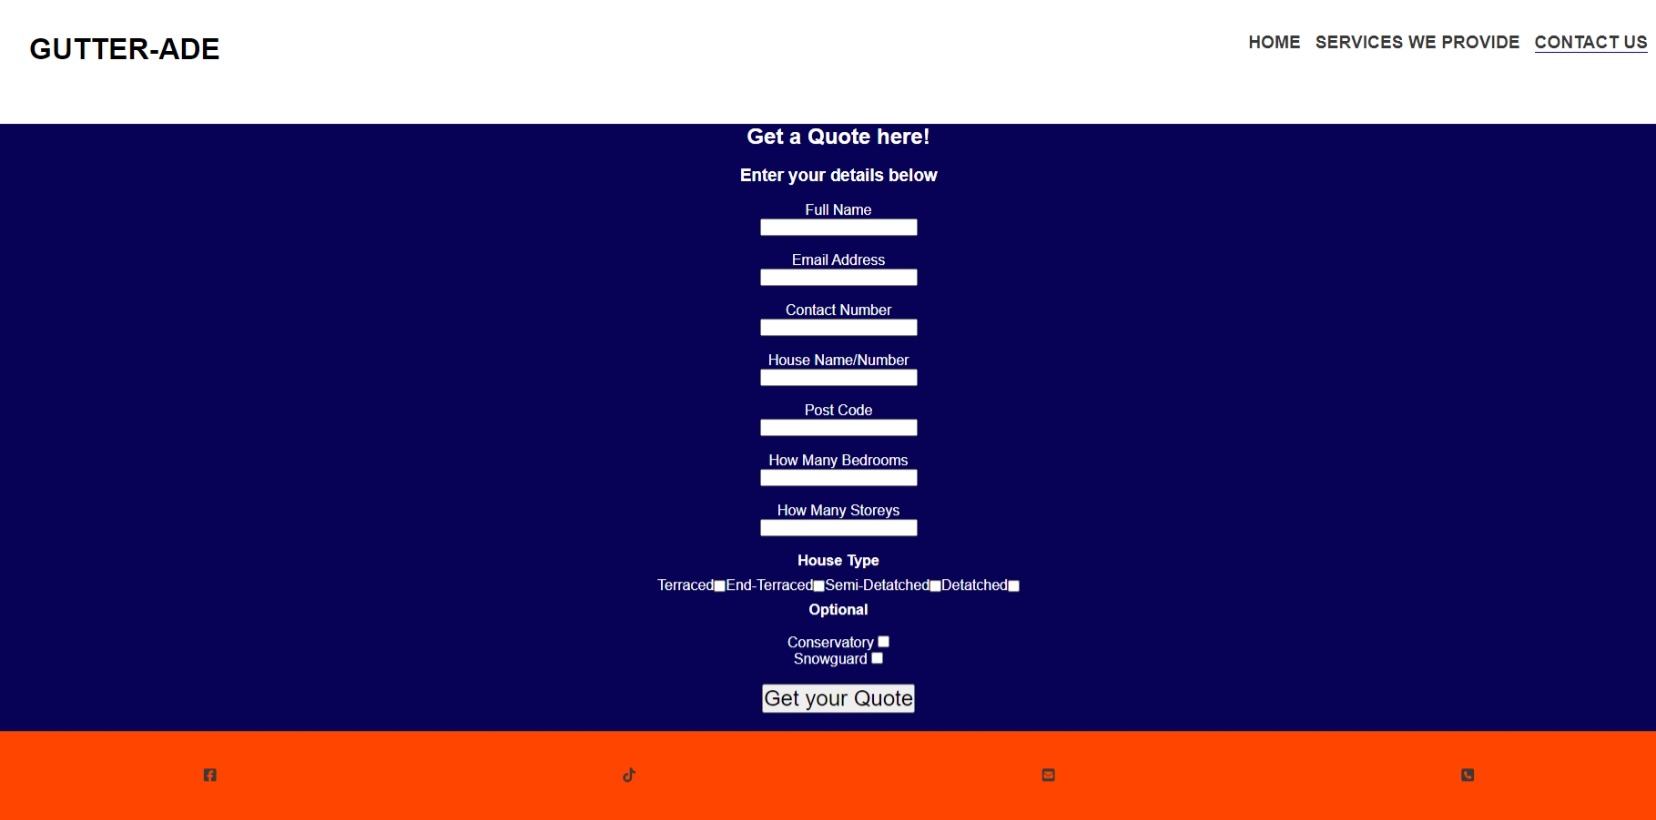 GUTTER-ADE
HOME SERVICES WE PROVIDE CONTACT US
Get a Quote here!
Enter your details below
Full Name
Email Address
Contact Number
House Name/Number
Post Code
How Many Bedrooms
How Many Storeys
House Type
Terraced End-Terraced Semi-Detatched Detatched
Optional
Conservatory
Snowguard
Get your Quote